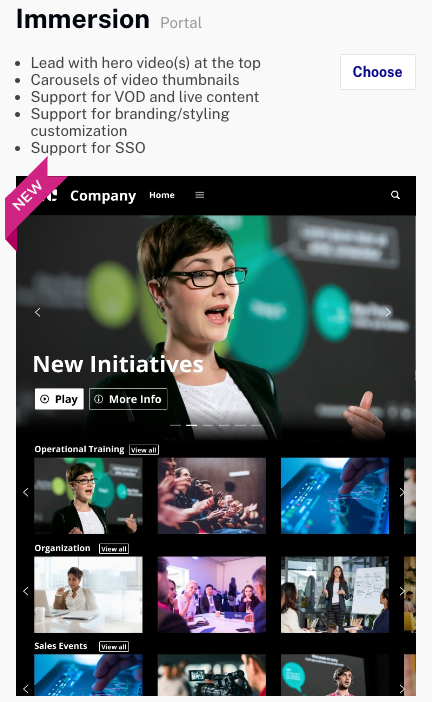 Immersion Portal
Lead with hero video(s) at the top
Carousels of video thumbnails
Support for VOD and live content
Support for branding/styling
customization
Support for SSO
Choose
NEW
Company Home
New Initiatives
Play More Info
Operational Training View all
Organization View all
Sales Events View all